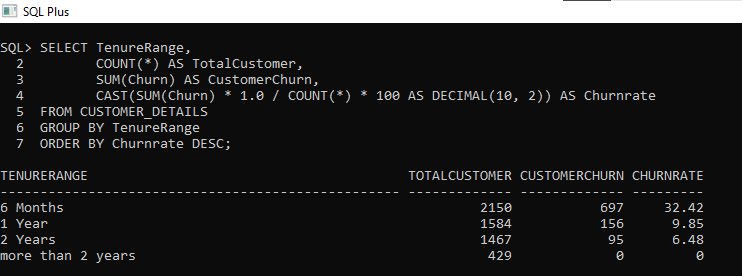 SQL Plus
SQL> SELECT TenureRange,
  2         COUNT(*) AS TotalCustomer,
  3         SUM(Churn) AS CustomerChurn,
  4         CAST(SUM(Churn) * 1.0 / COUNT(*) * 100 AS DECIMAL(10, 2)) AS Churnrate
  5  FROM CUSTOMER_DETAILS
  6  GROUP BY TenureRange
  7  ORDER BY Churnrate DESC;
TENURERANGE                                        TOTALCUSTOMER CUSTOMERCHURN CHURNRATE
-------------------------------------------------- ------------- ------------- ---------
6 Months                                                    2150           697     32.42
1 Year                                                      1584           156      9.85
2 Years                                                     1467            95      6.48
more than 2 years                                            429             0         0